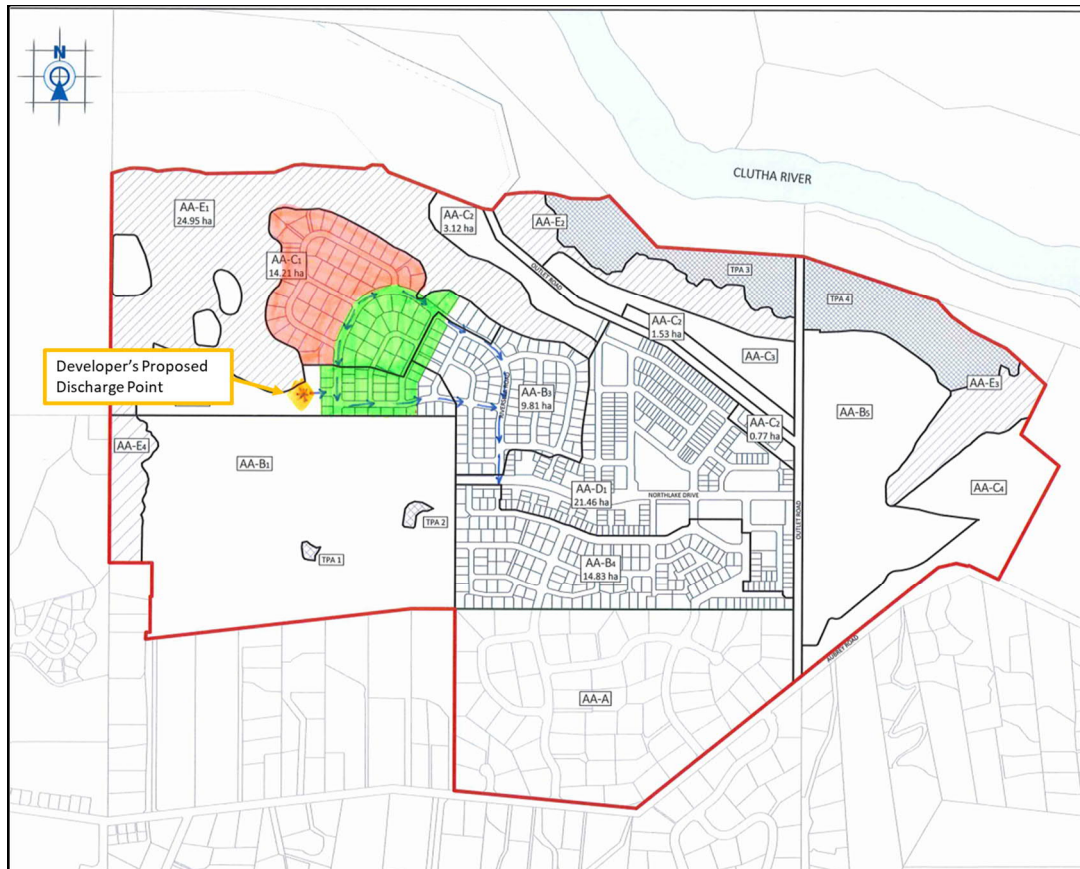 N
CLUTHA RIVER
AA-E1
24.95 ha
AA-C2
3.12 ha
AA-E2
AA-C1
14.21 ha
OUTLET ROAD
TPA 3
TPA 4
AA-C2
1.53 ha
AA-C3
Developer's Proposed
Discharge Point
AA-E3
AA-B3
9.81 ha
AA-B5
AA-C2
0.77 ha
AA-E4
AA-B1
AA-D1
21.46 ha
NORTHLAKE DRIVE
AA-C4
TPA 2
OUTLET ROAD
TPA 1
AA-B4
14.83 ha
AUBREY ROAD
AA-A